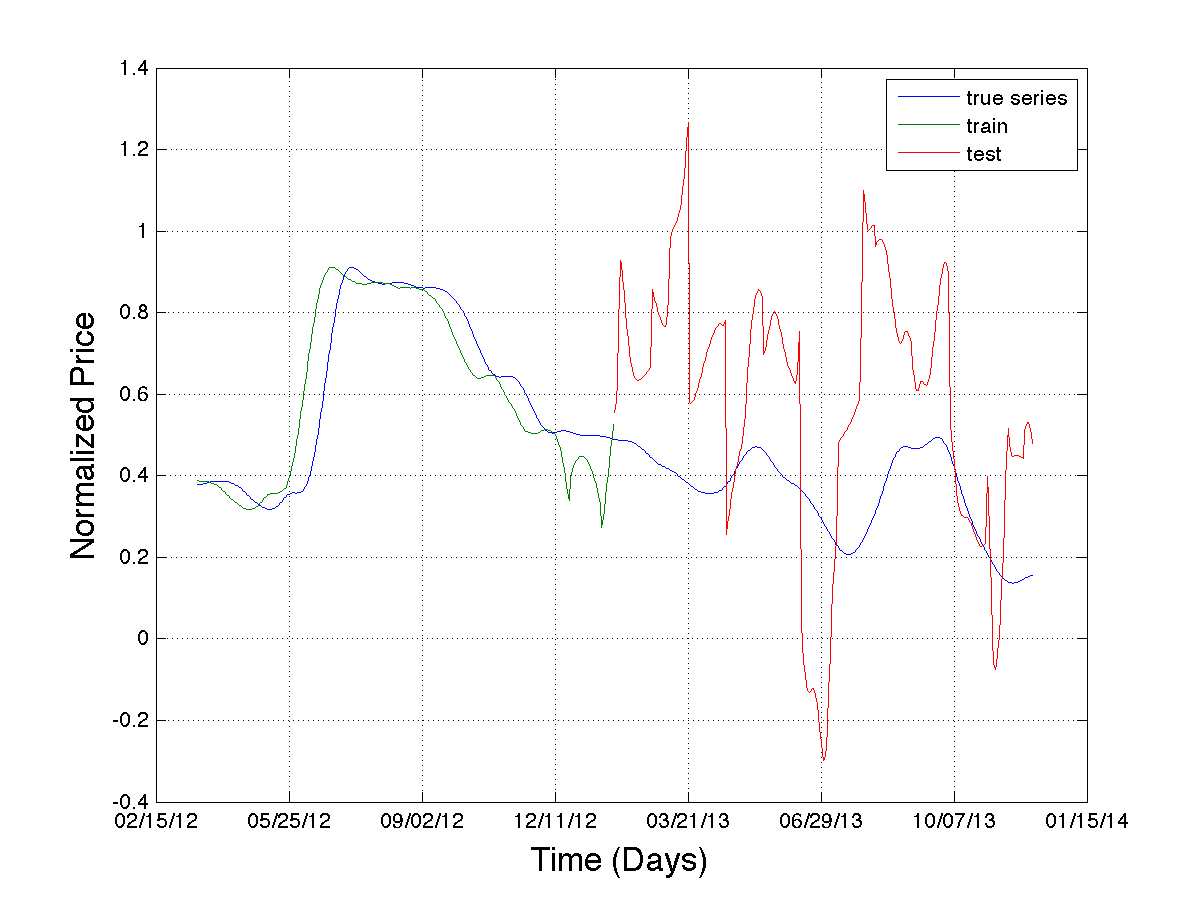 1.4
1.2
1
0.8
0.6
0.4
0.2
0
-0.2
-0.4
Normalized Price
true series
train
test
02/15/12 05/25/12 09/02/12 12/11/12 03/21/13 06/29/13 10/07/13 01/15/14
Time (Days)